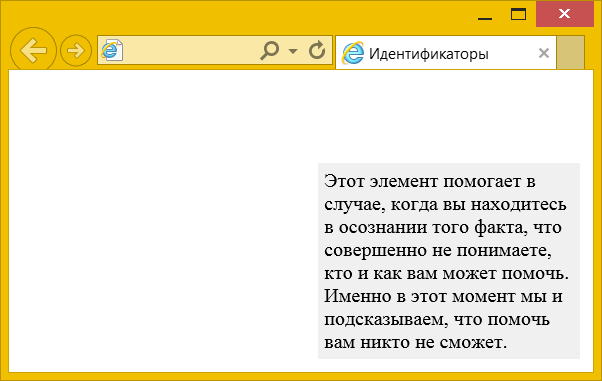 Идентификаторы
Этот элемент помогает в
случае, когда вы находитесь
в осознании того факта, что
совершенно не понимаете,
кто и как вам может помочь.
Именно в этот момент мы и
подсказываем, что помочь
вам никто не сможет.